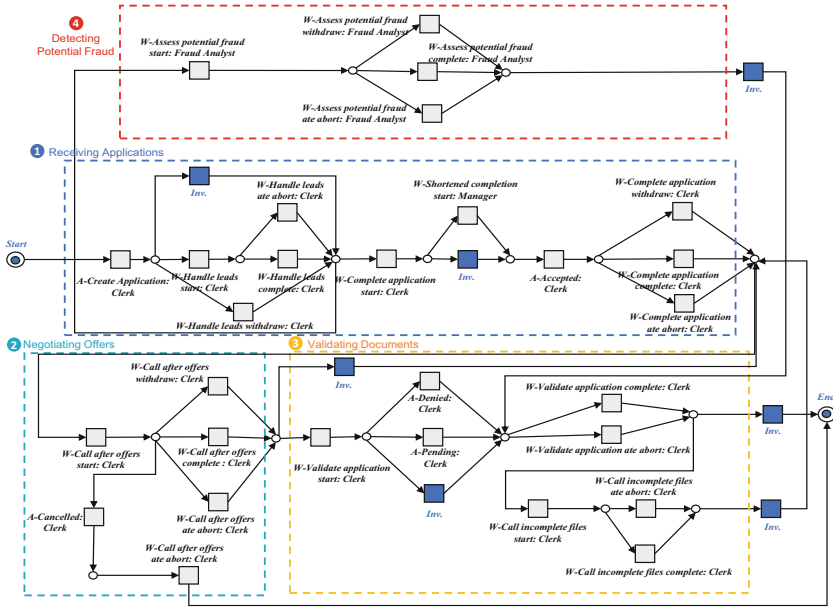 4
Detecting
Potential Fraud
W-Assess potential fraud
start: Fraud Analyst
W-Assess potential fraud
withdraw: Fraud Analyst
W-Assess potential fraud
complete: Fraud Analyst
W-Assess potential fraud
ate abort: Fraud Analyst
Inv.
1 Receiving Applications
Start
A-Create Application:
Clerk
Inv.
W-Handle leads
ate abort: Clerk
W-Handle leads
start: Clerk
W-Handle leads
complete: Clerk
W-Handle leads withdraw: Clerk
W-Complete application
start: Clerk
W-Shortened completion
start: Manager
Inv.
A-Accepted:
Clerk
W-Complete application
withdraw: Clerk
W-Complete application
complete: Clerk
W-Complete application
ate abort: Clerk
2 Negotiating Offers
W-Call after offers
withdraw: Clerk
W-Call after offers
start: Clerk
W-Call after offers
complete : Clerk
W-Call after offers
ate abort: Clerk
A-Cancelled:
Clerk
W-Call after offers
ate abort: Clerk
3 Validating Documents
Inv.
W-Validate application
start: Clerk
A-Denied:
Clerk
A-Pending:
Clerk
Inv.
W-Validate application complete: Clerk
W-Validate application ate abort: Clerk
Inv.
End
W-Call incomplete files
start: Clerk
W-Call incomplete files
ate abort: Clerk
W-Call incomplete files complete: Clerk
Inv.